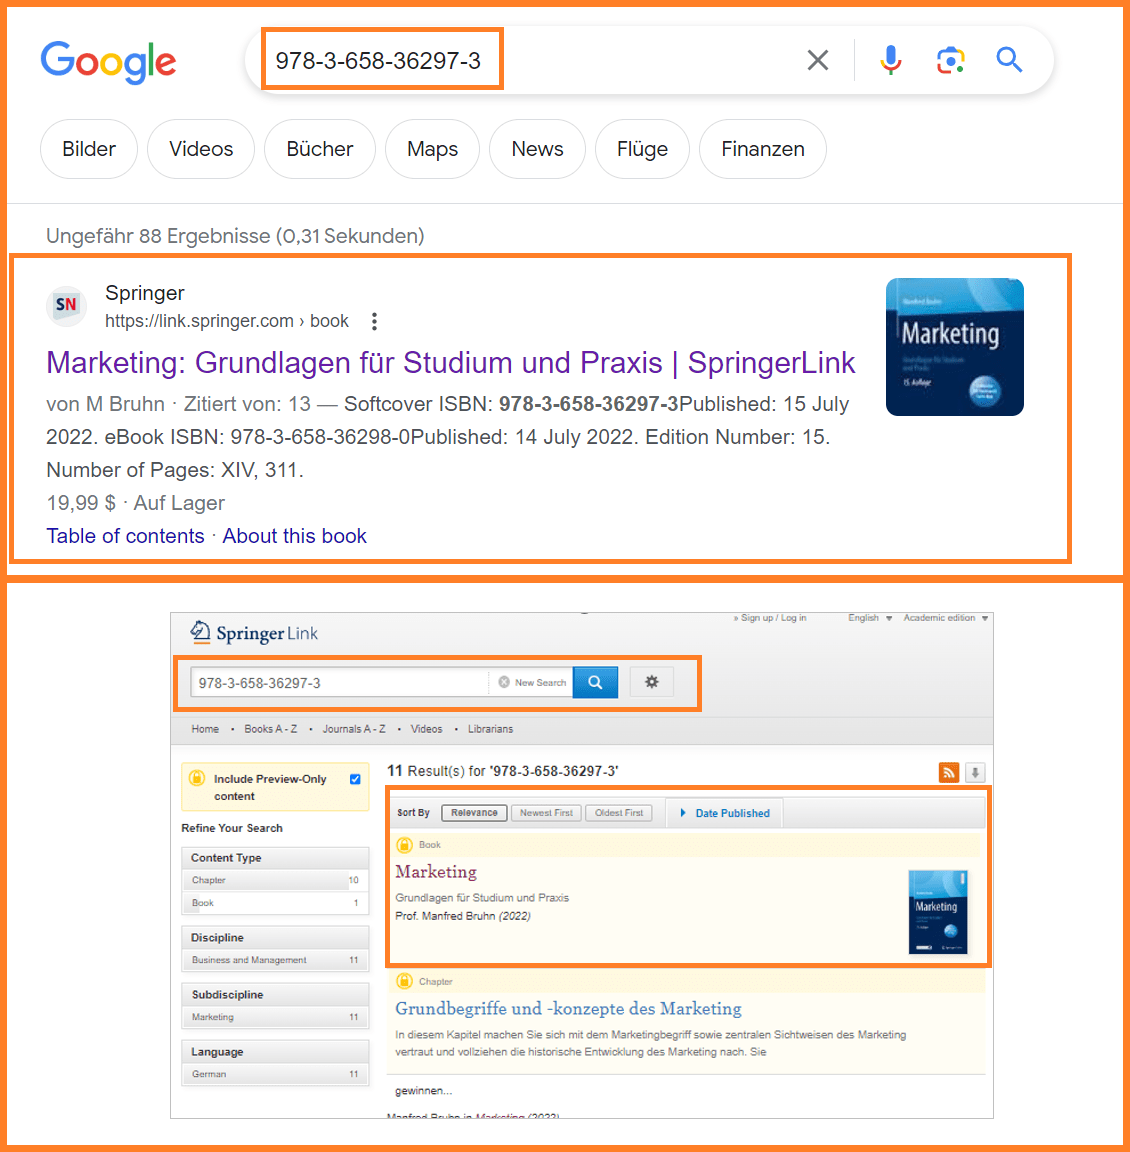 Google
978-3-658-36297-3
Bilder
Videos
Bücher
Maps
News
Flüge
Finanzen
Ungefähr 88 Ergebnisse (0,31 Sekunden)
SN
Springer
https://link.springer.com › book
Marketing: Grundlagen für Studium und Praxis | SpringerLink
von M Bruhn · Zitiert von: 13 — Softcover ISBN: 978-3-658-36297-3Published: 15 July
2022. eBook ISBN: 978-3-658-36298-0Published: 14 July 2022. Edition Number: 15.
Number of Pages: XIV, 311.
19,99 $ · Auf Lager
Table of contents · About this book
Manfred Bruhn
Marketing
Grundlagen für Studium
und Praxis
15. Auflage
» Sign up / Log in
English
Academic edition
Springer Link
978-3-658-36297-3
New Search
Home • Books A - Z • Journals A - Z • Videos • Librarians
Include Preview-Only
content
Refine Your Search
Content Type
Chapter 10
Book 1
Discipline
Business and Management 11
Subdiscipline
Marketing 11
Language
German 11
11 Result(s) for '978-3-658-36297-3'
Sort By
Relevance
Newest First
Oldest First
Date Published
Book
Marketing
Grundlagen für Studium und Praxis
Prof. Manfred Bruhn (2022)
Marketing
Chapter
Grundbegriffe und -konzepte des Marketing
In diesem Kapitel machen Sie sich mit dem Marketingbegriff sowie zentralen Sichtweisen des Marketing
vertraut und vollziehen die historische Entwicklung des Marketing nach. Sie
gewinnen...
Manfred Bruhn in Marketing (2022)